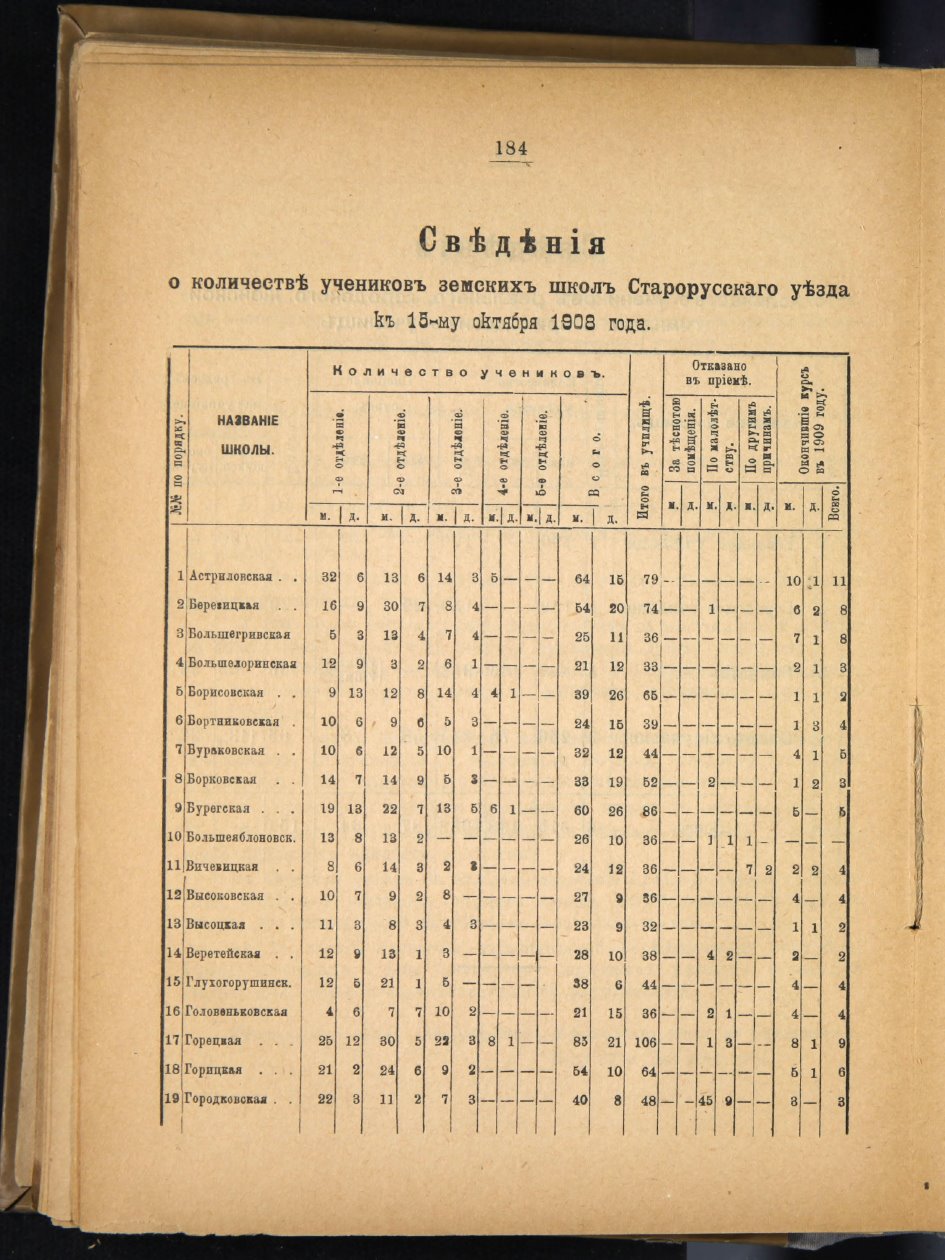 184
Свѣдѣнія
о количествѣ учениковъ земскихъ школъ Старорусскаго уѣзда
къ 15-му октября 1908 года.
№№ по порядку.
НАЗВАНІЕ
ШКОЛЫ.
Количество учениковъ.
1-е отдѣленіе.
2-е отдѣленіе.
3-е отдѣленіе.
4-е отдѣленіе.
5-е отдѣленіе.
Всего.
Итого въ училищѣ.
Отказано
въ пріемѣ.
За тѣснотою
помѣщенія.
По малолѣт-
ству.
По другимъ
причинамъ.
Окончившіе курсъ
въ 1909 году.
м. д. м. д. м. д. м. д. м. д. м. д. м. д. м. д. м. д. м. д. Всего.
1 Астриловская . . 32 6 13 6 14 3 5 — — — 64 15 79 — — — — — — 10 1 11
2 Березицкая . . 16 9 30 7 8 4 — — — — 54 20 74 — — 1 — — — 6 2 8
3 Большегривская 5 3 13 4 7 4 — — — — 25 11 36 — — — — — — 7 1 8
4 Большелоринская 12 9 3 2 6 1 — — — — 21 12 33 — — — — — — 2 1 3
5 Борисовская . . 9 13 12 8 14 4 4 1 — — 39 26 65 — — — — — — 1 1 2
6 Бортниковская . 10 6 9 6 5 3 — — — — 24 15 39 — — — — — — 1 3 4
7 Бураковская . . 10 6 12 5 10 1 — — — — 32 12 44 — — — — — — 4 1 5
8 Борковская . . 14 7 14 9 5 3 — — — — 33 19 52 — — 2 — — — 1 2 3
9 Бурегская . . . 19 13 22 7 13 5 6 1 — — 60 26 86 — — — — — — 5 — 5
10 Большеяблоновск. 13 8 13 2 — — — — — — 26 10 36 — — 1 1 1 — — — —
11 Вичевицкая . . 8 6 14 3 2 3 — — — — 24 12 36 — — — — 7 2 2 2 4
12 Высоковская . . 10 7 9 2 8 — — — — — 27 9 36 — — — — — — 4 — 4
13 Высоцкая . . . 11 3 8 3 4 3 — — — — 23 9 32 — — — — — — 1 1 2
14 Веретейская . . 12 9 13 1 3 — — — — — 28 10 38 — — 4 2 — — 2 — 2
15 Глухогорушинск. 12 5 21 1 5 — — — — — 38 6 44 — — — — — — 4 — 4
16 Головеньковская 4 6 7 7 10 2 — — — — 21 15 36 — — 2 1 — — 4 — 4
17 Горецкая . . . 25 12 30 5 22 3 8 1 — — 85 21 106 — — 1 3 — — 8 1 9
18 Горицкая . . . 21 2 24 6 9 2 — — — — 54 10 64 — — — — — — 5 1 6
19 Городковская . . 22 3 11 2 7 3 — — — — 40 8 48 — — 45 9 — — 3 — 3